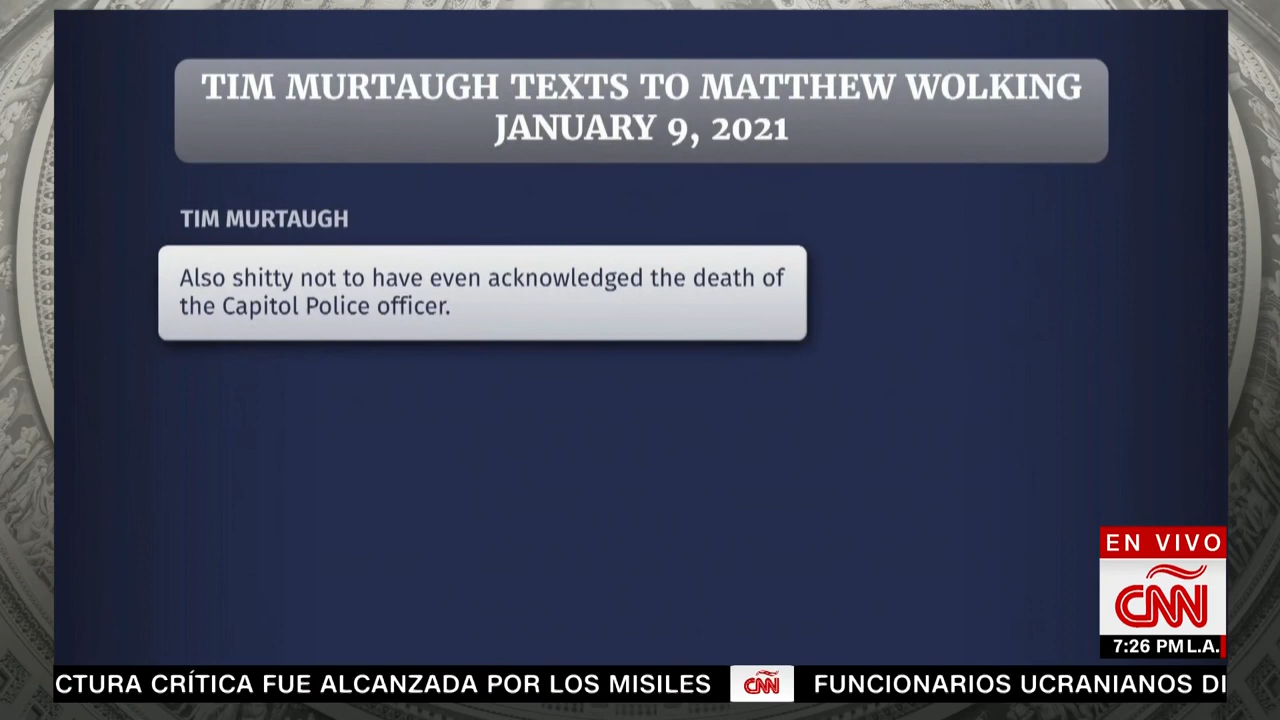 TIM MURTAUGH TEXTS TO MATTHEW WOLKING
JANUARY 9, 2021
TIM MURTAUGH
Also shitty not to have even acknowledged the death of
the Capitol Police officer.
EN VIVO
CNN
7:26 PM L.A.
CTURA CRÍTICA FUE ALCANZADA POR LOS MISILES CNN FUNCIONARIOS UCRANIANOS DI